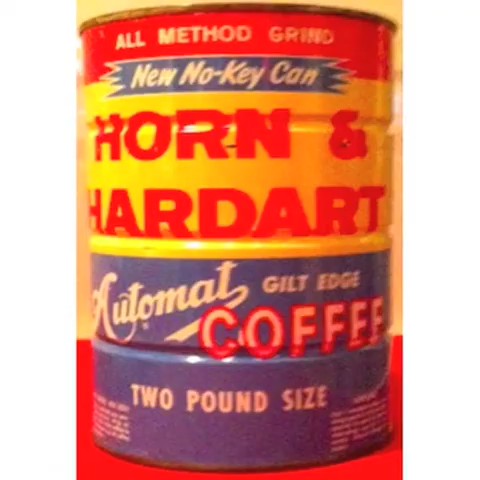 ALL METHOD GRIND
New No-Key Can
HORN &
HARDART
Automat GILT EDGE
COFFEE
TWO POUND SIZE